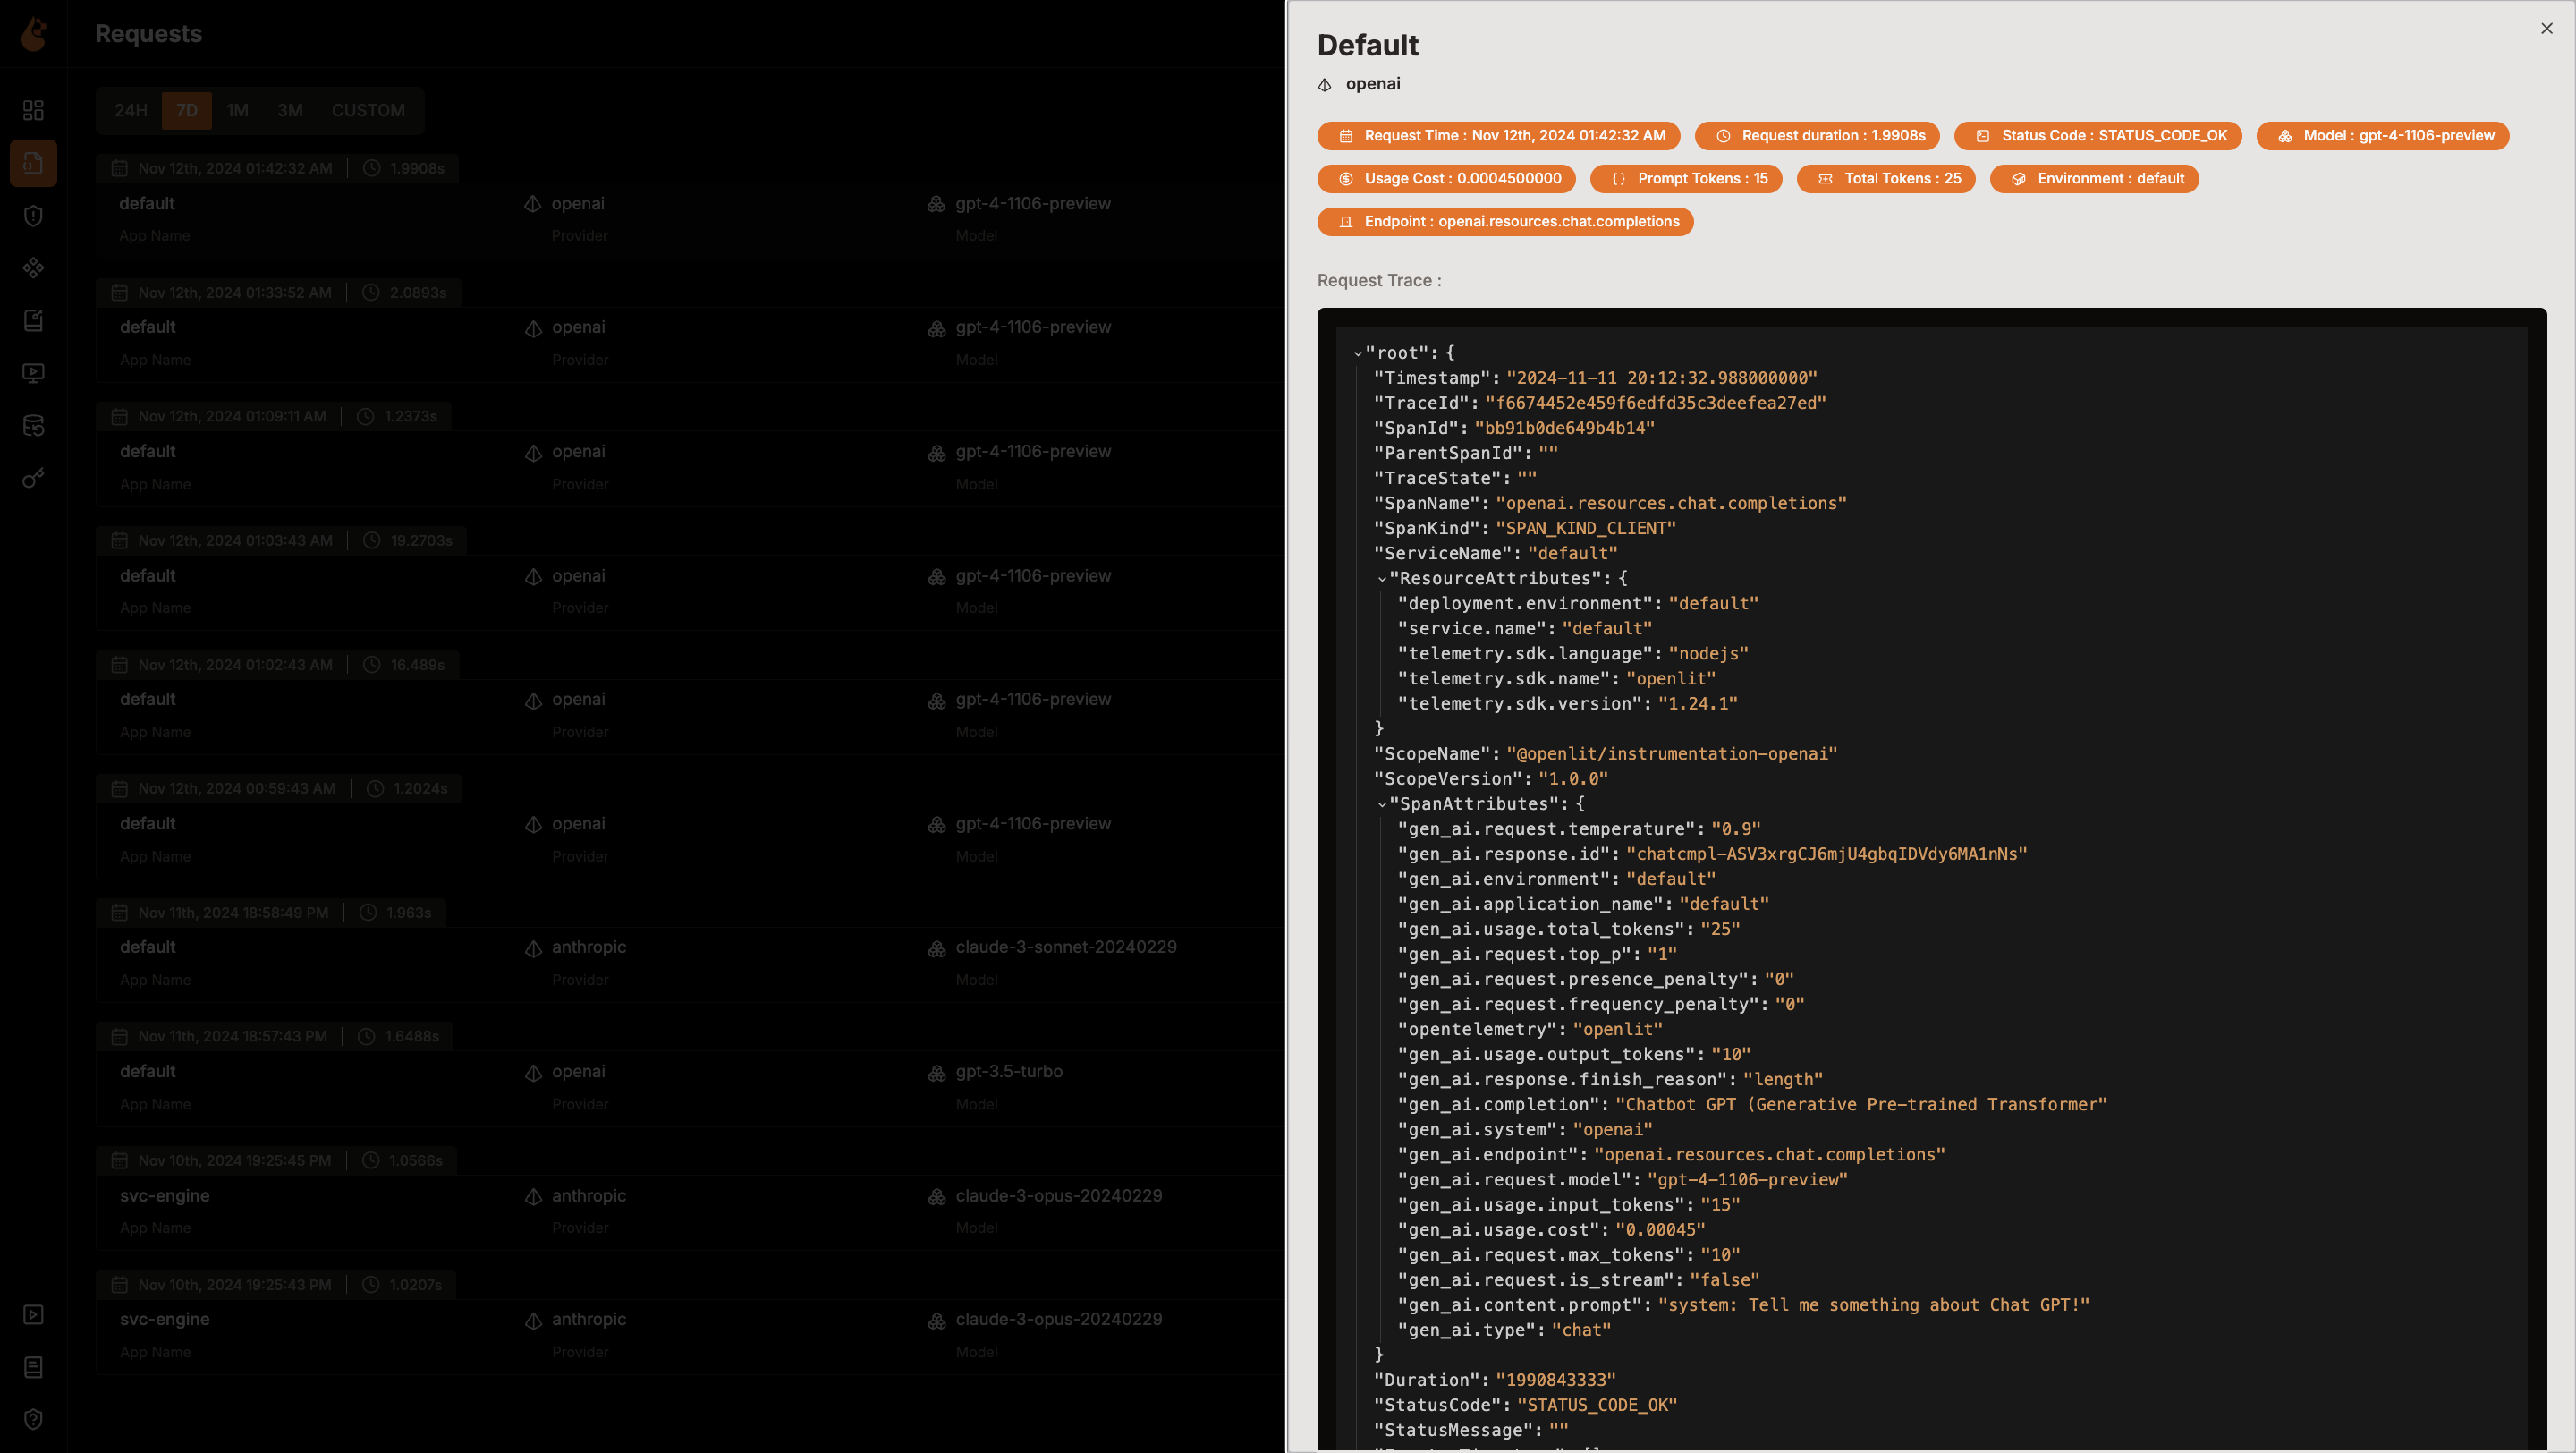 Requests
24H 7D 1M 3M CUSTOM
Nov 12th, 2024 01:42:32 AM 1.9908s
default openai gpt-4-1106-preview
App Name Provider Model
Nov 12th, 2024 01:33:52 AM 2.0893s
default openai gpt-4-1106-preview
App Name Provider Model
Nov 12th, 2024 01:09:11 AM 1.2373s
default openai gpt-4-1106-preview
App Name Provider Model
Nov 12th, 2024 01:03:43 AM 19.2703s
default openai gpt-4-1106-preview
App Name Provider Model
Nov 12th, 2024 01:02:43 AM 16.489s
default openai gpt-4-1106-preview
App Name Provider Model
Nov 12th, 2024 00:59:43 AM 1.2024s
default openai gpt-4-1106-preview
App Name Provider Model
Nov 11th, 2024 18:58:49 PM 1.963s
default anthropic claude-3-sonnet-20240229
App Name Provider Model
Nov 11th, 2024 18:57:43 PM 1.6488s
default openai gpt-3.5-turbo
App Name Provider Model
Nov 10th, 2024 19:25:45 PM 1.0566s
svc-engine anthropic claude-3-opus-20240229
App Name Provider Model
Nov 10th, 2024 19:25:43 PM 1.0207s
svc-engine anthropic claude-3-opus-20240229
App Name Provider Model
Default
openai
Request Time : Nov 12th, 2024 01:42:32 AM Request duration : 1.9908s Status Code : STATUS_CODE_OK Model : gpt-4-1106-preview
Usage Cost : 0.0004500000 Prompt Tokens : 15 Total Tokens : 25 Environment : default
Endpoint : openai.resources.chat.completions
Request Trace :
"root": {
"Timestamp": "2024-11-11 20:12:32.988000000"
"TraceId": "f6674452e459f6edfd35c3deefea27ed"
"SpanId": "bb91b0de649b4b14"
"ParentSpanId": ""
"TraceState": ""
"SpanName": "openai.resources.chat.completions"
"SpanKind": "SPAN_KIND_CLIENT"
"ServiceName": "default"
"ResourceAttributes": {
"deployment.environment": "default"
"service.name": "default"
"telemetry.sdk.language": "nodejs"
"telemetry.sdk.name": "openlit"
"telemetry.sdk.version": "1.24.1"
}
"ScopeName": "@openlit/instrumentation-openai"
"ScopeVersion": "1.0.0"
"SpanAttributes": {
"gen_ai.request.temperature": "0.9"
"gen_ai.response.id": "chatcmpl-ASV3xrgCJ6mjU4gbqIDVdy6MA1nNs"
"gen_ai.environment": "default"
"gen_ai.application_name": "default"
"gen_ai.usage.total_tokens": "25"
"gen_ai.request.top_p": "1"
"gen_ai.request.presence_penalty": "0"
"gen_ai.request.frequency_penalty": "0"
"opentelemetry": "openlit"
"gen_ai.usage.output_tokens": "10"
"gen_ai.response.finish_reason": "length"
"gen_ai.completion": "Chatbot GPT (Generative Pre-trained Transformer"
"gen_ai.system": "openai"
"gen_ai.endpoint": "openai.resources.chat.completions"
"gen_ai.request.model": "gpt-4-1106-preview"
"gen_ai.usage.input_tokens": "15"
"gen_ai.usage.cost": "0.00045"
"gen_ai.request.max_tokens": "10"
"gen_ai.request.is_stream": "false"
"gen_ai.content.prompt": "system: Tell me something about Chat GPT!"
"gen_ai.type": "chat"
}
"Duration": "1990843333"
"StatusCode": "STATUS_CODE_OK"
"StatusMessage": ""